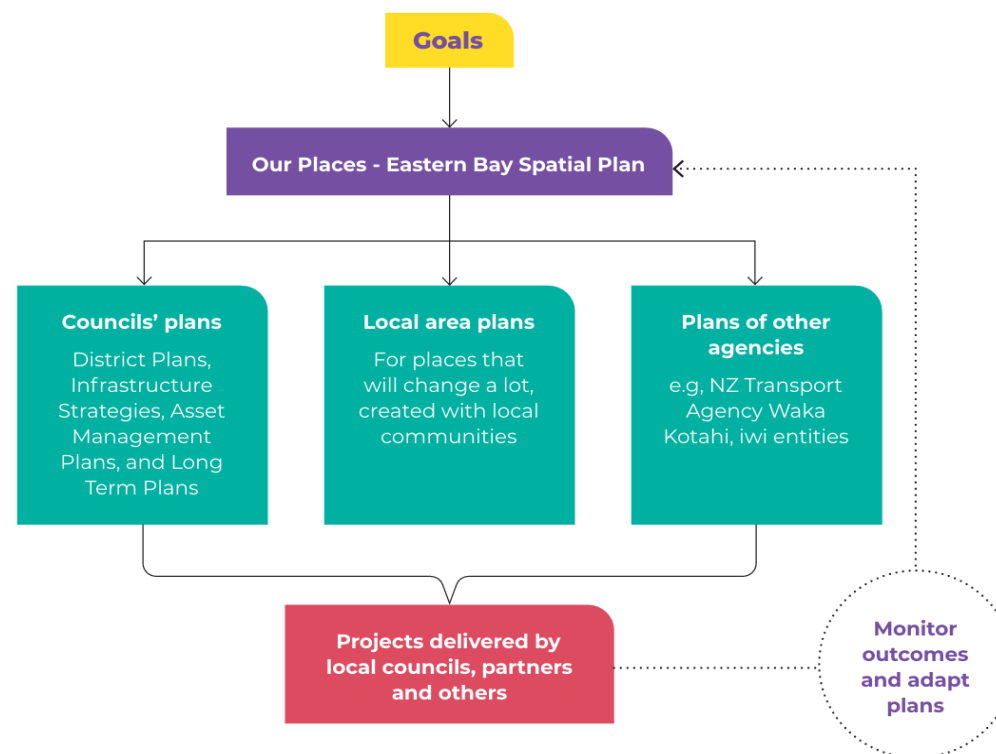 Goals
Our Places - Eastern Bay Spatial Plan
Councils’ plans
District Plans,
Infrastructure
Strategies, Asset
Management
Plans, and Long
Term Plans
Local area plans
For places that
will change a lot,
created with local
communities
Plans of other
agencies
e.g, NZ Transport
Agency Waka
Kotahi, iwi entities
Projects delivered by
local councils, partners
and others
Monitor
outcomes
and adapt
plans